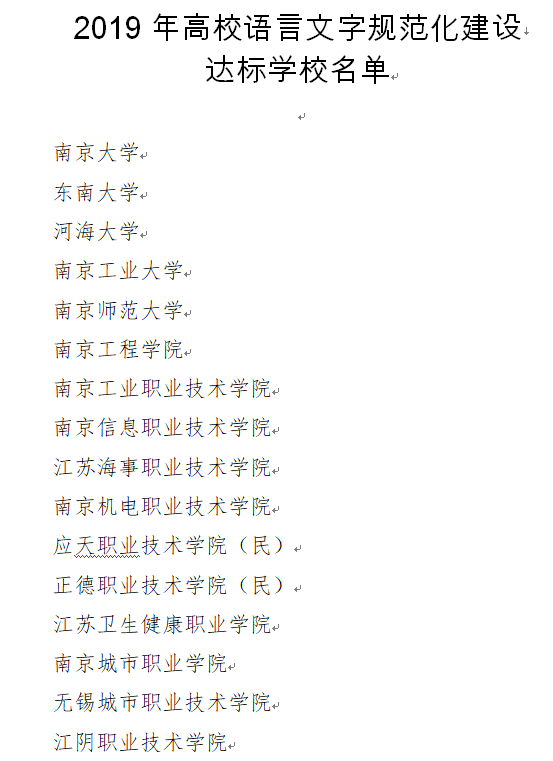 2019 年高校语言文字规范化建设
达标学校名单
南京大学
东南大学
河海大学
南京工业大学
南京师范大学
南京工程学院
南京工业职业技术学院
南京信息职业技术学院
江苏海事职业技术学院
南京机电职业技术学院
应天职业技术学院（民）
正德职业技术学院（民）
江苏卫生健康职业学院
南京城市职业学院
无锡城市职业技术学院
江阴职业技术学院